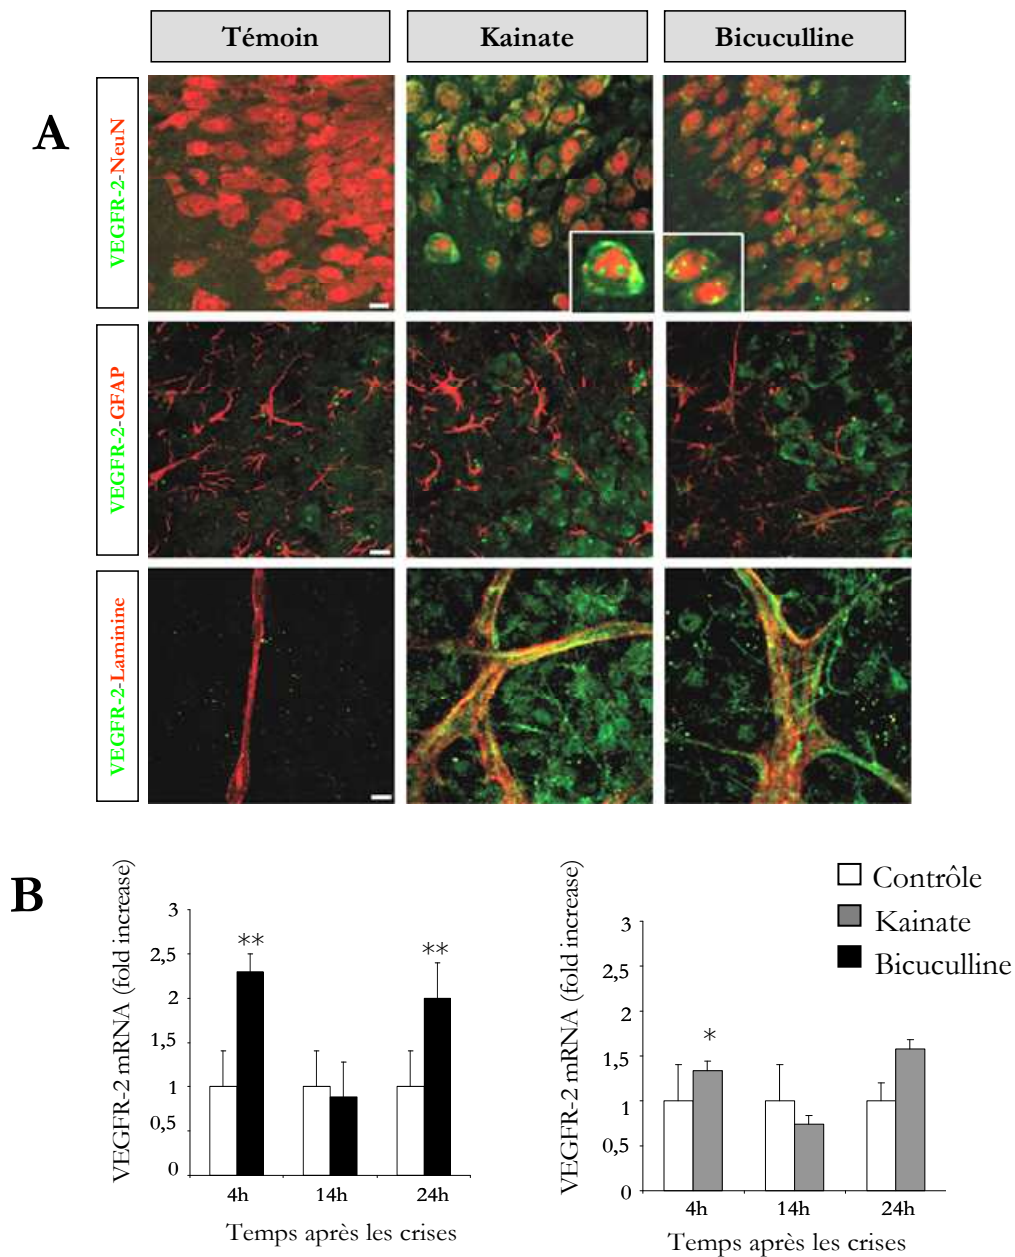 Témoin
Kainate
Bicuculline
A
VEGFR-2-NeuN
VEGFR-2-GFAP
VEGFR-2-Laminine
B
VEGFR-2 mRNA (fold increase)
3
2,5
2
1,5
1
0,5
0
**
**
4h
14h
24h
Temps après les crises
VEGFR-2 mRNA (fold increase)
3
2,5
2
1,5
1
0,5
0
*
4h
14h
24h
Temps après les crises
Contrôle
Kainate
Bicuculline